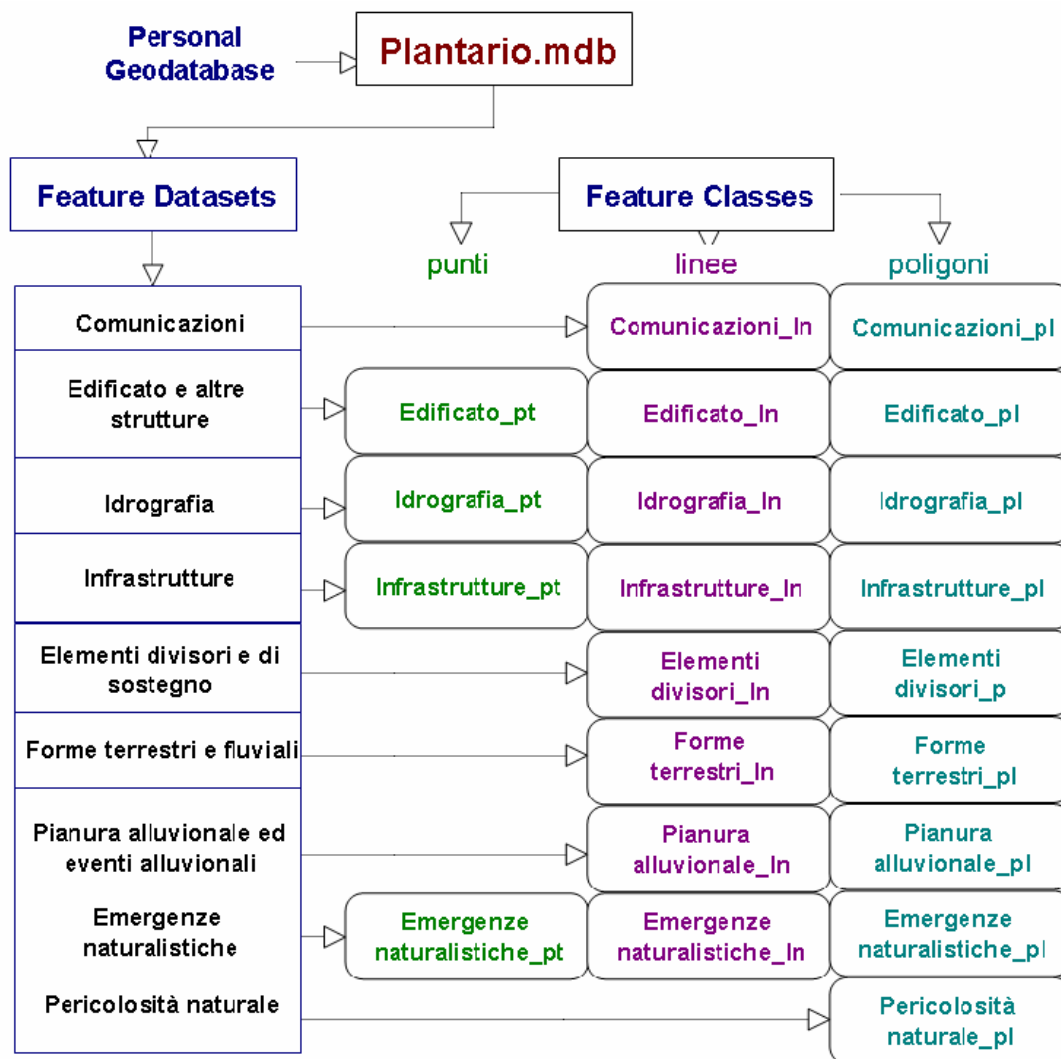 Personal
Geodatabase
Plantario.mdb
Feature Datasets
Feature Classes
punti
linee
poligoni
Comunicazioni
Comunicazioni_ln
Comunicazioni_pl
Edificato e altre
strutture
Edificato_pt
Edificato_ln
Edificato_pl
Idrografia
Idrografia_pt
Idrografia_ln
Idrografia_pl
Infrastrutture
Infrastrutture_pt
Infrastrutture_ln
Infrastrutture_pl
Elementi divisori e di
sostegno
Elementi
divisori_ln
Elementi
divisori_p
Forme terrestri e fluviali
Forme
terrestri_ln
Forme
terrestri_pl
Pianura alluvionale ed
eventi alluvionali
Pianura
alluvionale_ln
Pianura
alluvionale_pl
Emergenze
naturalistiche
Emergenze
naturalistiche_pt
Emergenze
naturalistiche_ln
Emergenze
naturalistiche_pl
Pericolosità naturale
Pericolosità
naturale_pl